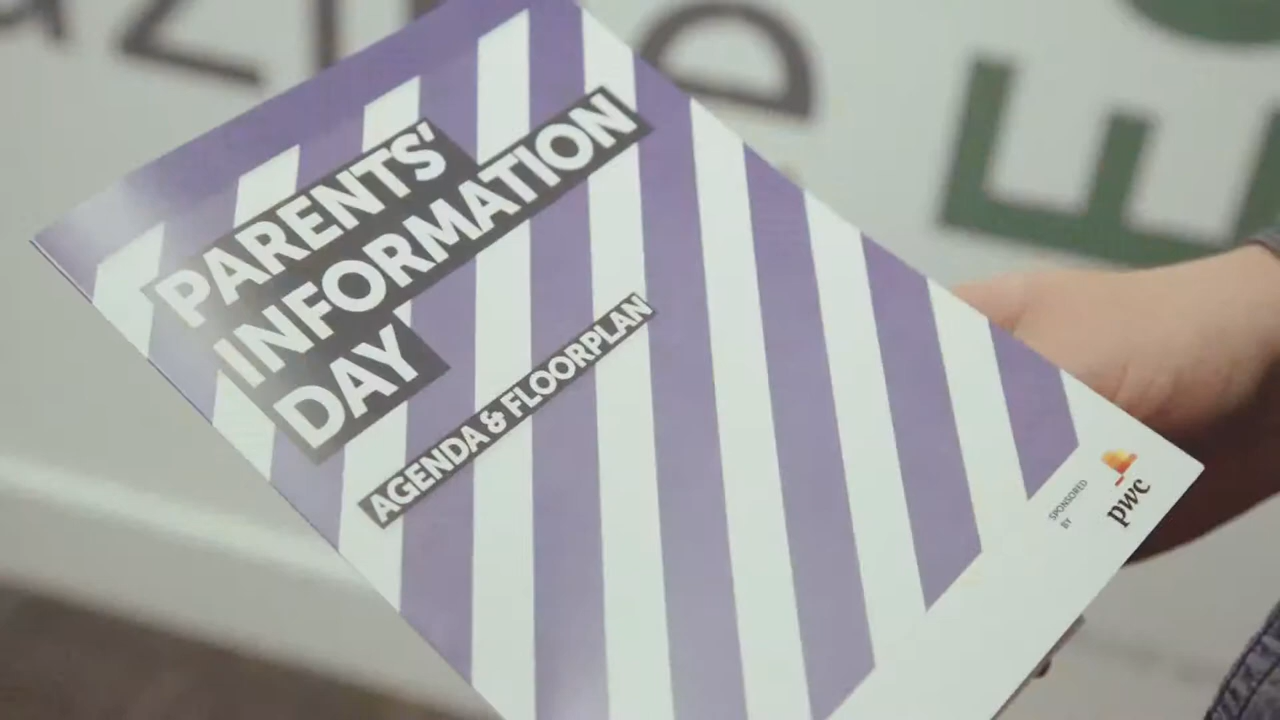 PARENTS'
INFORMATION
DAY
AGENDA & FLOORPLAN
SPONSORED
BY
pwc